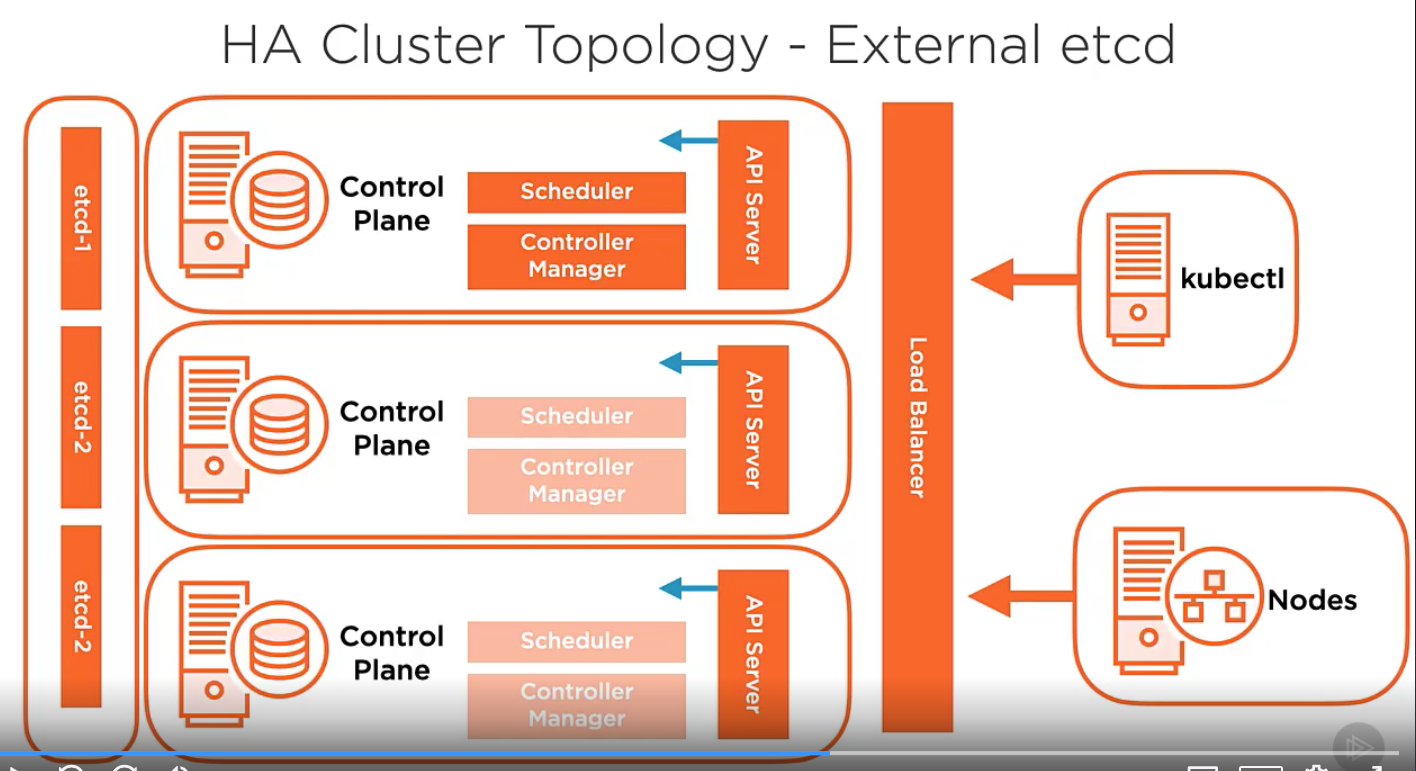 HA Cluster Topology - External etcd
etcd-1
etcd-2
etcd-2
Control
Plane
Scheduler
Controller
Manager
API Server
Control
Plane
Scheduler
Controller
Manager
API Server
Control
Plane
Scheduler
Controller
Manager
API Server
Load Balancer
kubectl
Nodes